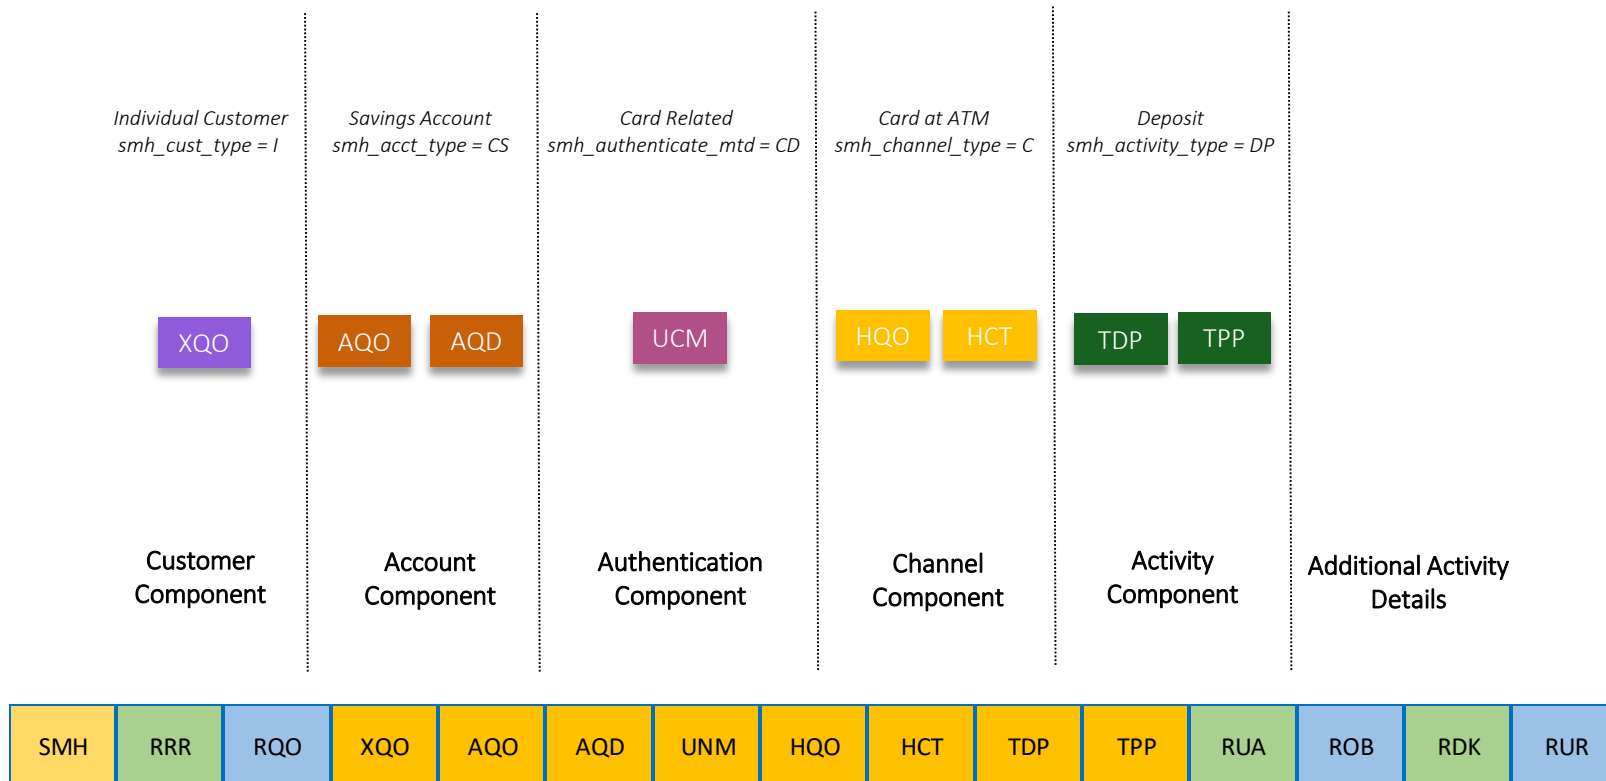 Individual Customer
smh_cust_type = I
Savings Account
smh_acct_type = CS
Card Related
smh_authenticate_mtd = CD
Card at ATM
smh_channel_type = C
Deposit
smh_activity_type = DP
XQO
AQO
AQD
UCM
HQO
HCT
TDP
TPP
Customer
Component
Account
Component
Authentication
Component
Channel
Component
Activity
Component
Additional Activity
Details
SMH
RRR
RQO
XQO
AQO
AQD
UNM
HQO
HCT
TDP
TPP
RUA
ROB
RDK
RUR